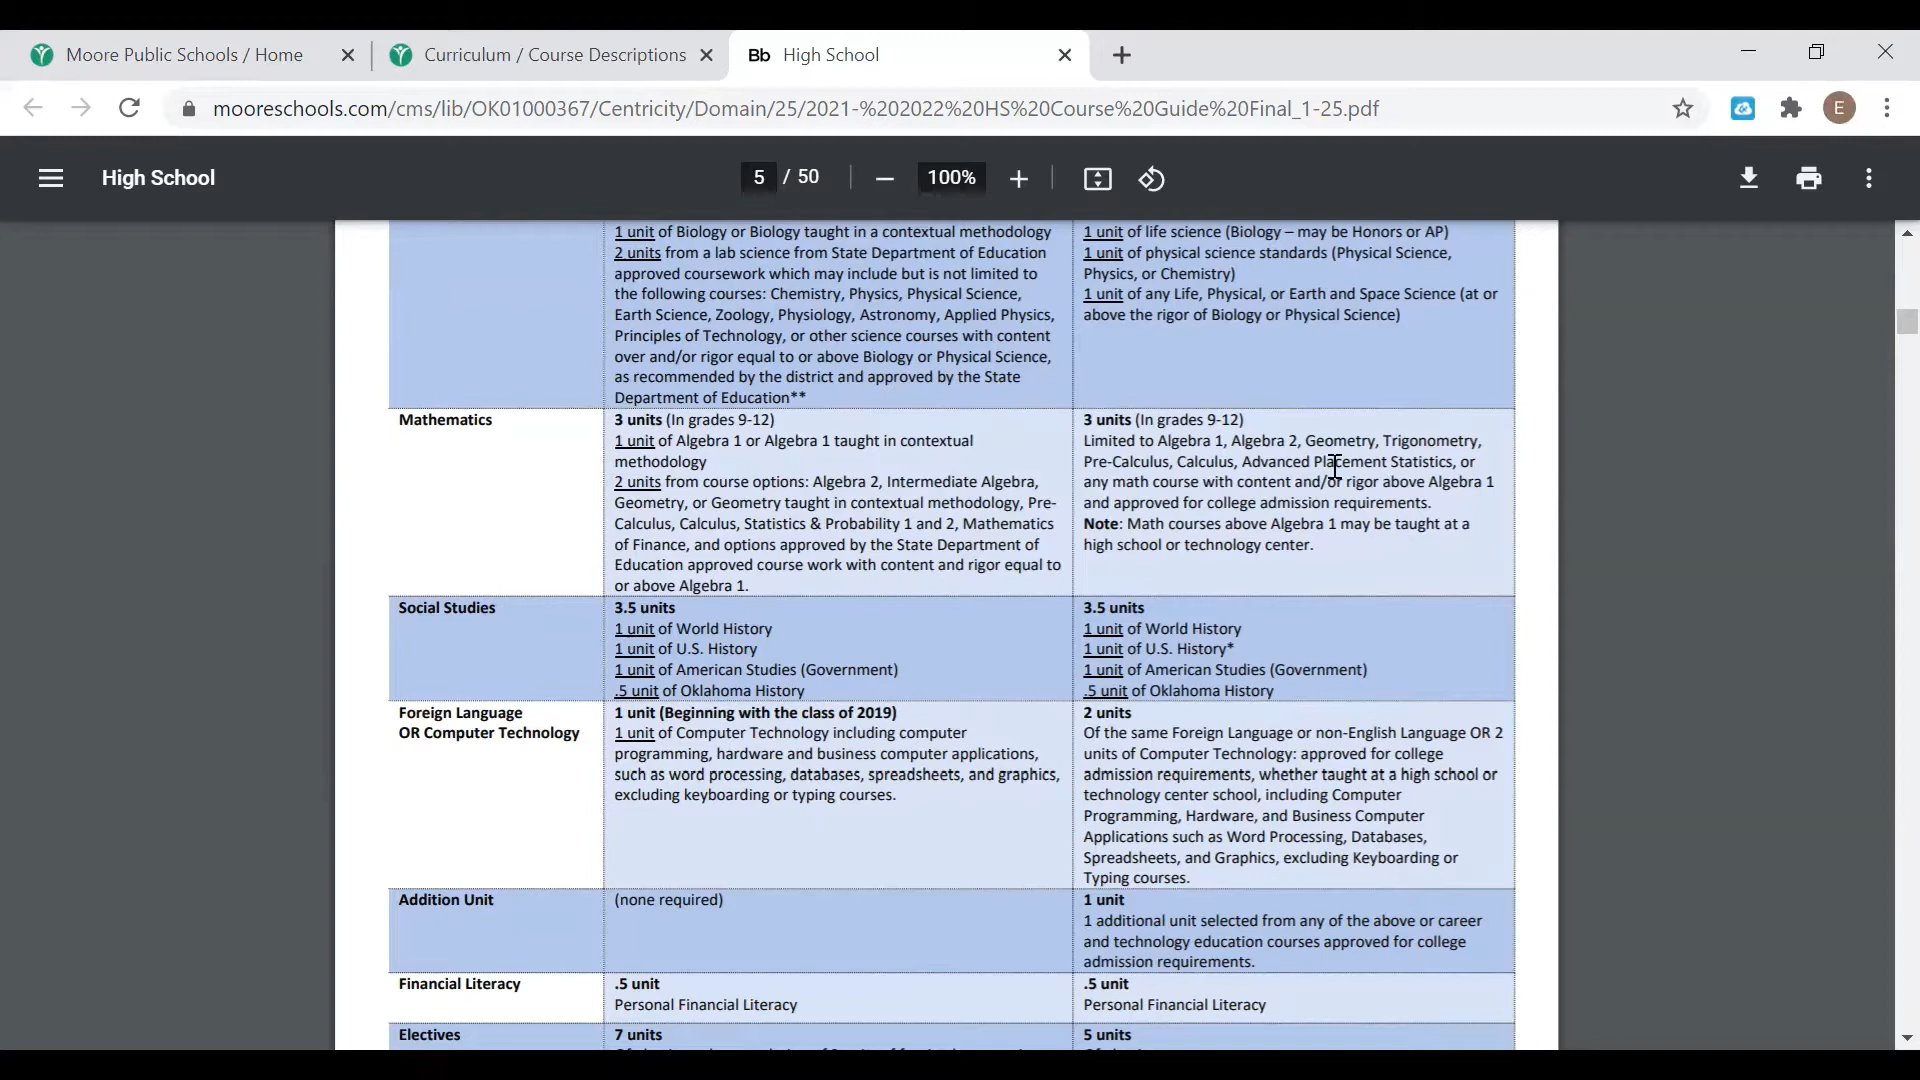 Moore Public Schools / Home
Curriculum / Course Descriptions
Bb High School
mooreschools.com/cms/lib/OK01000367/Centricity/Domain/25/2021-%202022%20HS%20Course%20Guide%20Final_1-25.pdf
E
High School
5 / 50
100%
1 unit of Biology or Biology taught in a contextual methodology
2 units from a lab science from State Department of Education
approved coursework which may include but is not limited to
the following courses: Chemistry, Physics, Physical Science,
Earth Science, Zoology, Physiology, Astronomy, Applied Physics,
Principles of Technology, or other science courses with content
over and/or rigor equal to or above Biology or Physical Science,
as recommended by the district and approved by the State
Department of Education**
1 unit of life science (Biology – may be Honors or AP)
1 unit of physical science standards (Physical Science,
Physics, or Chemistry)
1 unit of any Life, Physical, or Earth and Space Science (at or
above the rigor of Biology or Physical Science)
Mathematics
3 units (In grades 9-12)
1 unit of Algebra 1 or Algebra 1 taught in contextual
methodology
2 units from course options: Algebra 2, Intermediate Algebra,
Geometry, or Geometry taught in contextual methodology, Pre-
Calculus, Calculus, Statistics & Probability 1 and 2, Mathematics
of Finance, and options approved by the State Department of
Education approved course work with content and rigor equal to
or above Algebra 1.
3 units (In grades 9-12)
Limited to Algebra 1, Algebra 2, Geometry, Trigonometry,
Pre-Calculus, Calculus, Advanced Placement Statistics, or
any math course with content and/or rigor above Algebra 1
and approved for college admission requirements.
Note: Math courses above Algebra 1 may be taught at a
high school or technology center.
Social Studies
3.5 units
1 unit of World History
1 unit of U.S. History
1 unit of American Studies (Government)
.5 unit of Oklahoma History
3.5 units
1 unit of World History
1 unit of U.S. History*
1 unit of American Studies (Government)
.5 unit of Oklahoma History
Foreign Language
OR Computer Technology
1 unit (Beginning with the class of 2019)
1 unit of Computer Technology including computer
programming, hardware and business computer applications,
such as word processing, databases, spreadsheets, and graphics,
excluding keyboarding or typing courses.
2 units
Of the same Foreign Language or non-English Language OR 2
units of Computer Technology: approved for college
admission requirements, whether taught at a high school or
technology center school, including Computer
Programming, Hardware, and Business Computer
Applications such as Word Processing, Databases,
Spreadsheets, and Graphics, excluding Keyboarding or
Typing courses.
Addition Unit
(none required)
1 unit
1 additional unit selected from any of the above or career
and technology education courses approved for college
admission requirements.
Financial Literacy
.5 unit
Personal Financial Literacy
.5 unit
Personal Financial Literacy
Electives
7 units
5 units